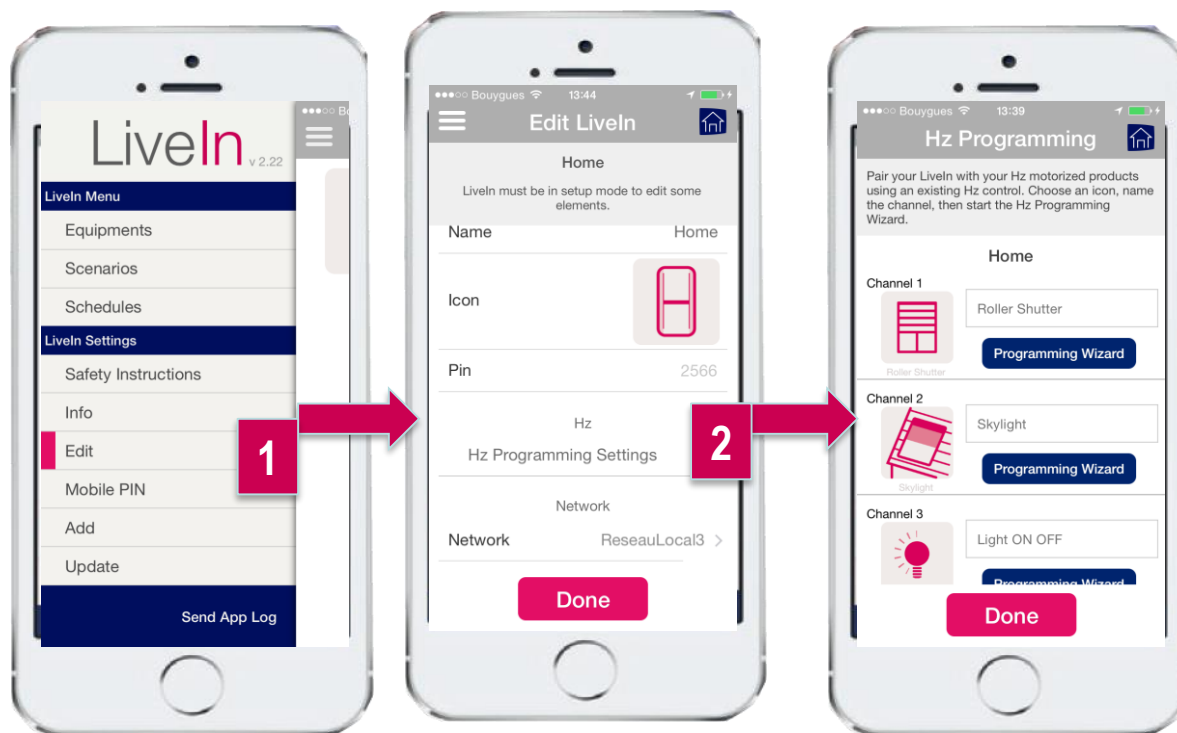 LiveIn v 2.22
LiveIn Menu
Equipments
Scenarios
Schedules
LiveIn Settings
Safety Instructions
Info
Edit
Mobile PIN
Add
Update
Send App Log
1
Bouygues 13:44
Edit LiveIn
Home
LiveIn must be in setup mode to edit some
elements.
Name Home
Icon
Pin 2566
Hz
Hz Programming Settings
Network
Network ReseauLocal3 >
Done
2
Bouygues 13:39
Hz Programming
Pair your LiveIn with your Hz motorized products
using an existing Hz control. Choose an icon, name
the channel, then start the Hz Programming
Wizard.
Home
Channel 1
Roller Shutter
Programming Wizard
Roller Shutter
Channel 2
Skylight
Programming Wizard
Skylight
Channel 3
Light ON OFF
Programming Wizard
Done